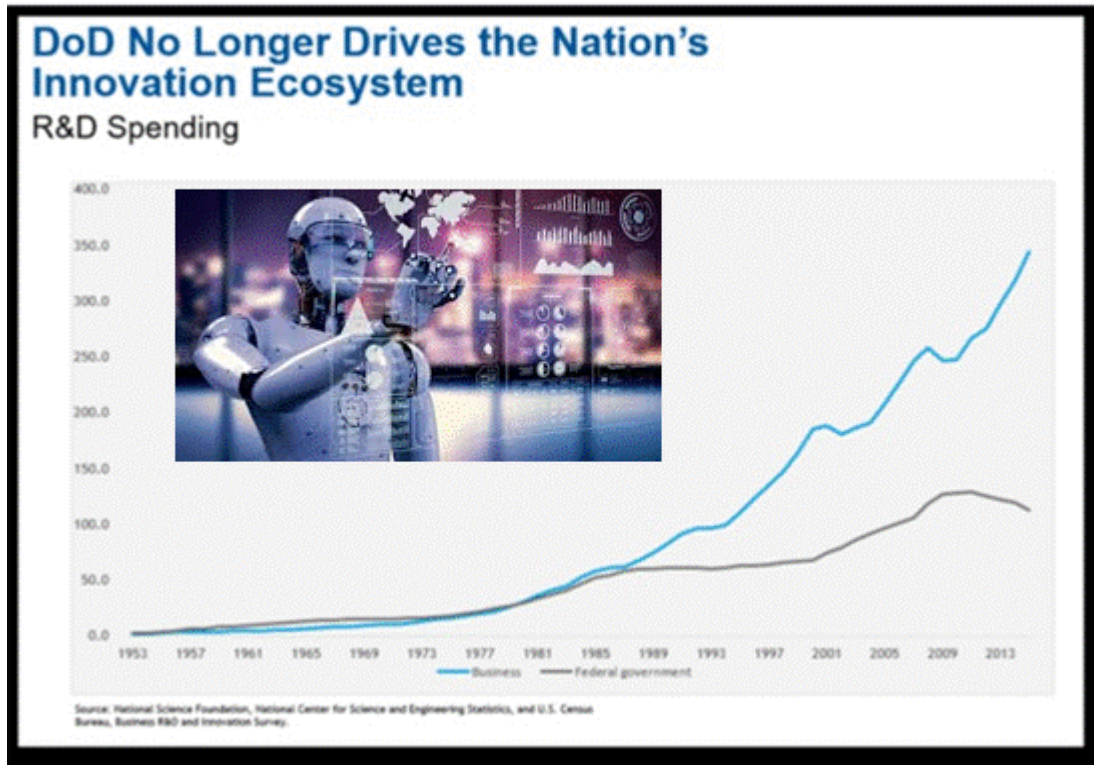 DoD No Longer Drives the Nation's
Innovation Ecosystem
R&D Spending
400.0
350.0
300.0
250.0
200.0
150.0
100.0
50.0
0.0
1953 1957 1961 1965 1969 1973 1977 1981 1985 1989 1993 1997 2001 2005 2009 2013
Business Federal government
Source: National Science Foundation, National Center for Science and Engineering Statistics, and U.S. Census
Bureau, Business R&D and Innovation Survey.